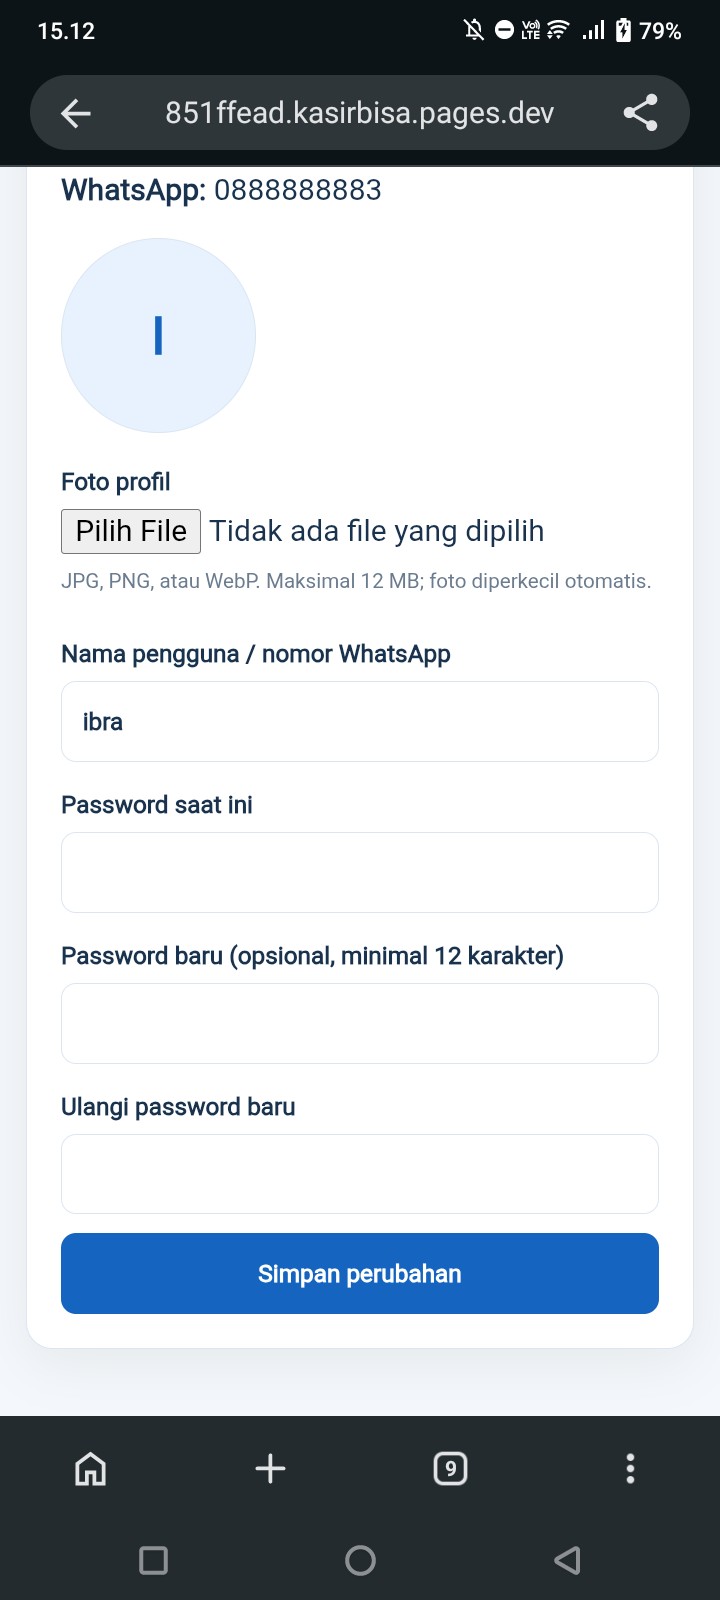 15.12
Vo))
LTE
79%
851ffead.kasirbisa.pages.dev
WhatsApp: 0888888883
I
Foto profil
Pilih File Tidak ada file yang dipilih
JPG, PNG, atau WebP. Maksimal 12 MB; foto diperkecil otomatis.
Nama pengguna / nomor WhatsApp
ibra
Password saat ini
Password baru (opsional, minimal 12 karakter)
Ulangi password baru
Simpan perubahan
9